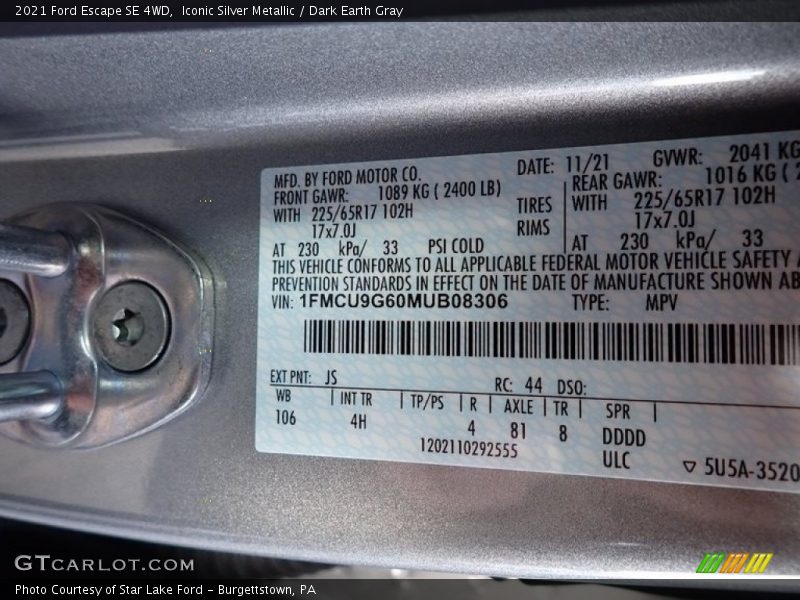 2021 Ford Escape SE 4WD,  Iconic Silver Metallic / Dark Earth Gray
MFD. BY FORD MOTOR CO. DATE: 11/21 GVWR: 2041 KG
FRONT GAWR: 1089 KG ( 2400 LB) REAR GAWR: 1016 KG ( 2
WITH 225/65R17 102H TIRES WITH 225/65R17 102H
17x7.0J RIMS 17x7.0J
AT 230 kPa/ 33 PSI COLD AT 230 kPa/ 33
THIS VEHICLE CONFORMS TO ALL APPLICABLE FEDERAL MOTOR VEHICLE SAFETY A
PREVENTION STANDARDS IN EFFECT ON THE DATE OF MANUFACTURE SHOWN AB
VIN: 1FMCU9G60MUB08306 TYPE: MPV
EXT PNT: JS RC: 44 DSO:
WB INT TR TP/PS R AXLE TR SPR
106 4H 4 81 8 DDDD
1202110292555 ULC ▽ 5U5A-3520
GTCARLOT.COM
Photo Courtesy of Star Lake Ford - Burgettstown, PA